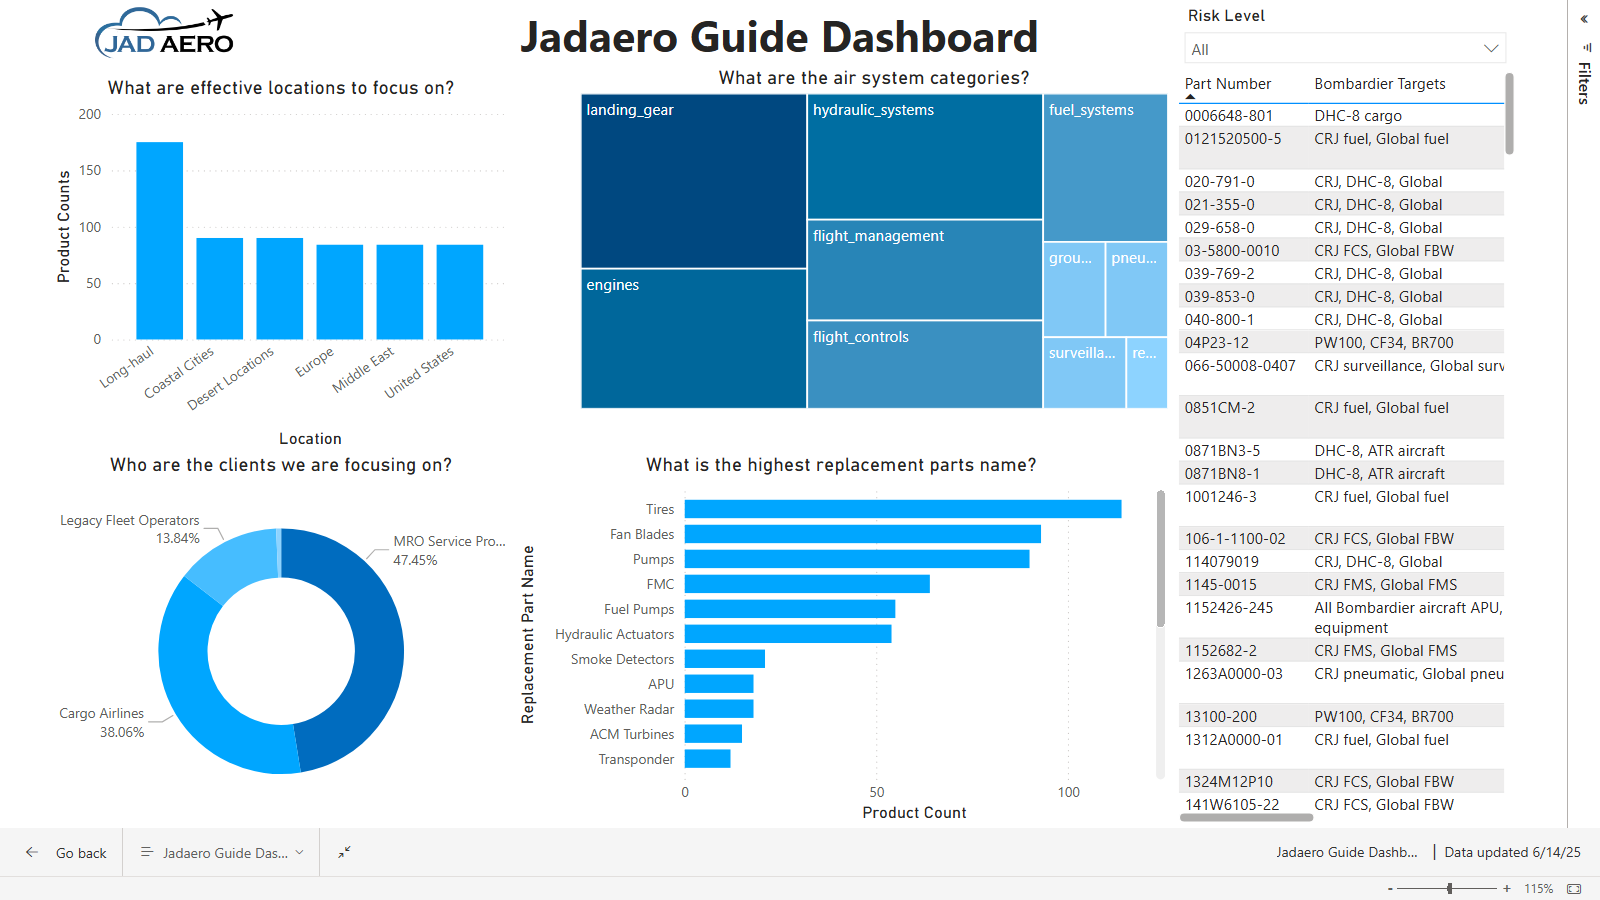 JAD AERO
Jadaero Guide Dashboard
What are effective locations to focus on?
Product Counts
200
150
100
50
0
Long-haul
Coastal Cities
Desert Locations
Europe
Middle East
United States
Location
What are the air system categories?
landing_gear
engines
hydraulic_systems
flight_management
flight_controls
fuel_systems
grou...
pneu...
surveilla...
re...
Who are the clients we are focusing on?
Legacy Fleet Operators
13.84%
MRO Service Pro...
47.45%
Cargo Airlines
38.06%
What is the highest replacement parts name?
Replacement Part Name
Tires
Fan Blades
Pumps
FMC
Fuel Pumps
Hydraulic Actuators
Smoke Detectors
APU
Weather Radar
ACM Turbines
Transponder
0 50 100
Product Count
Risk Level
All
Part Number Bombardier Targets
0006648-801 DHC-8 cargo
0121520500-5 CRJ fuel, Global fuel
020-791-0 CRJ, DHC-8, Global
021-355-0 CRJ, DHC-8, Global
029-658-0 CRJ, DHC-8, Global
03-5800-0010 CRJ FCS, Global FBW
039-769-2 CRJ, DHC-8, Global
039-853-0 CRJ, DHC-8, Global
040-800-1 CRJ, DHC-8, Global
04P23-12 PW100, CF34, BR700
066-50008-0407 CRJ surveillance, Global surv
0851CM-2 CRJ fuel, Global fuel
0871BN3-5 DHC-8, ATR aircraft
0871BN8-1 DHC-8, ATR aircraft
1001246-3 CRJ fuel, Global fuel
106-1-1100-02 CRJ FCS, Global FBW
114079019 CRJ, DHC-8, Global
1145-0015 CRJ FMS, Global FMS
1152426-245 All Bombardier aircraft APU,
equipment
1152682-2 CRJ FMS, Global FMS
1263A0000-03 CRJ pneumatic, Global pneu
13100-200 PW100, CF34, BR700
1312A0000-01 CRJ fuel, Global fuel
1324M12P10 CRJ FCS, Global FBW
141W6105-22 CRJ FCS, Global FBW
Filters
Go back
Jadaero Guide Das...
Jadaero Guide Dashb... | Data updated 6/14/25
- + 115%